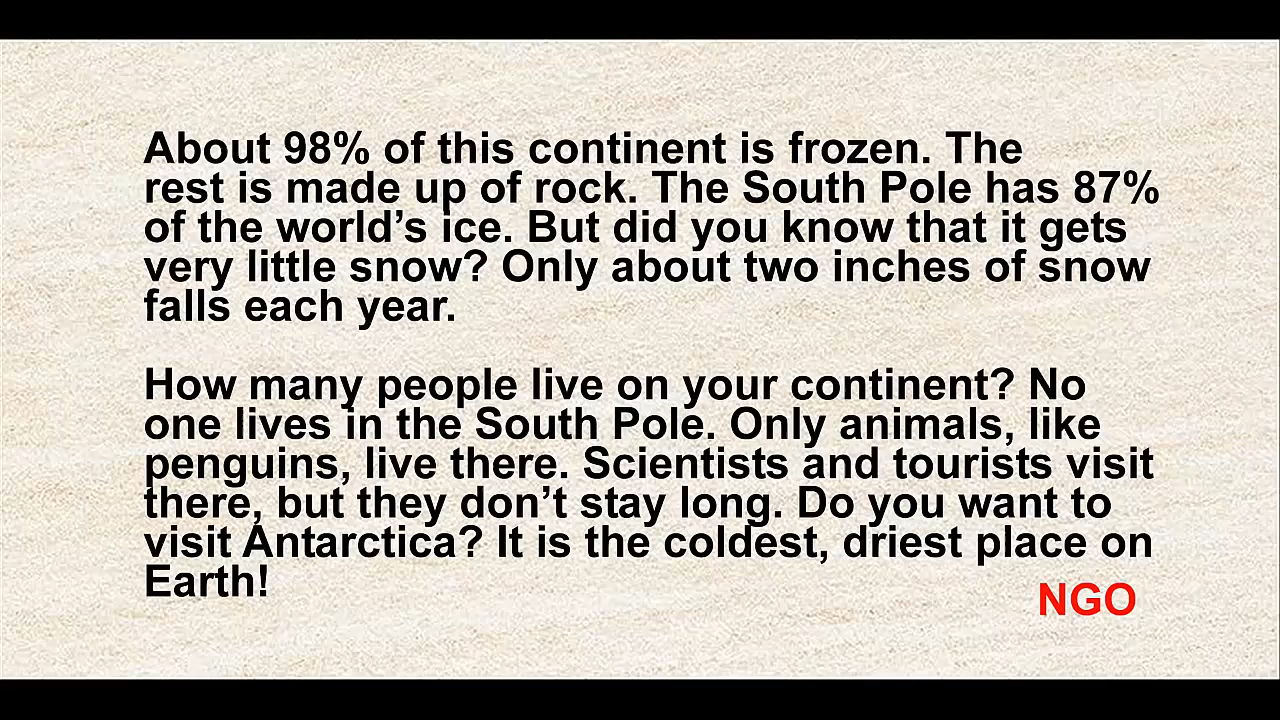 About 98% of this continent is frozen. The
rest is made up of rock. The South Pole has 87%
of the world’s ice. But did you know that it gets
very little snow? Only about two inches of snow
falls each year.
How many people live on your continent? No
one lives in the South Pole. Only animals, like
penguins, live there. Scientists and tourists visit
there, but they don’t stay long. Do you want to
visit Antarctica? It is the coldest, driest place on
Earth!
NGO